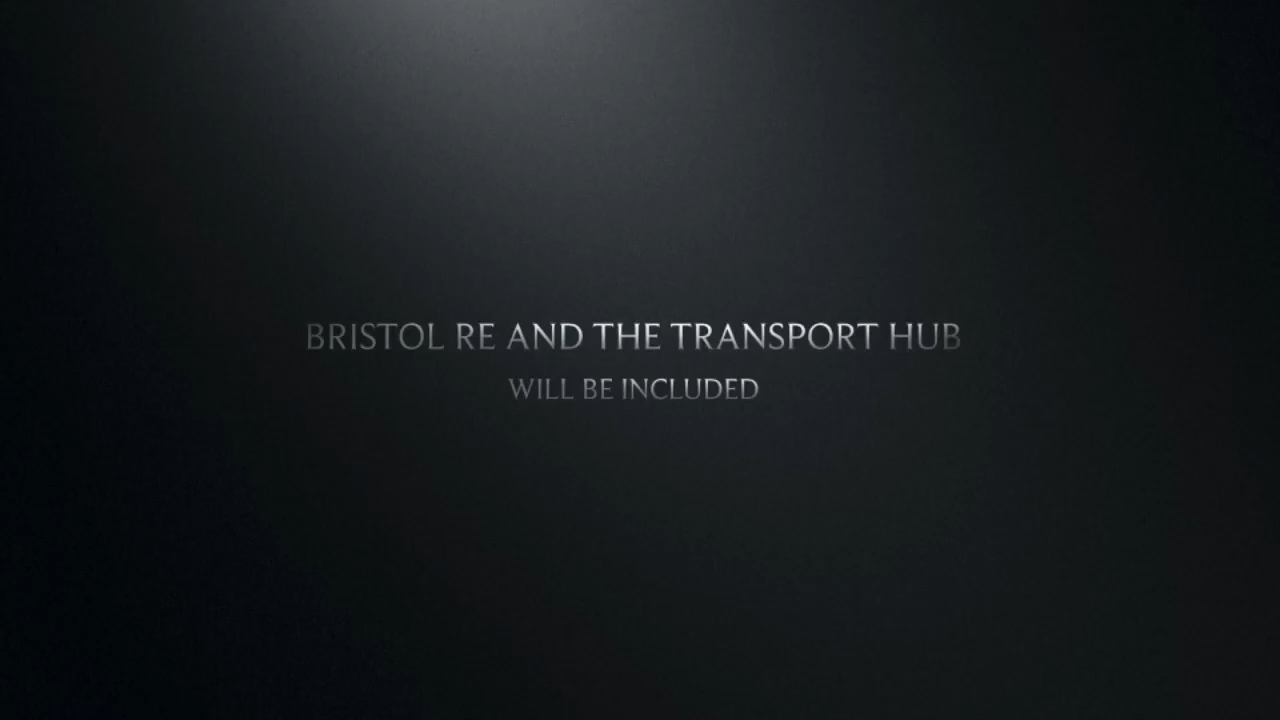 BRISTOL RE AND THE TRANSPORT HUB
WILL BE INCLUDED